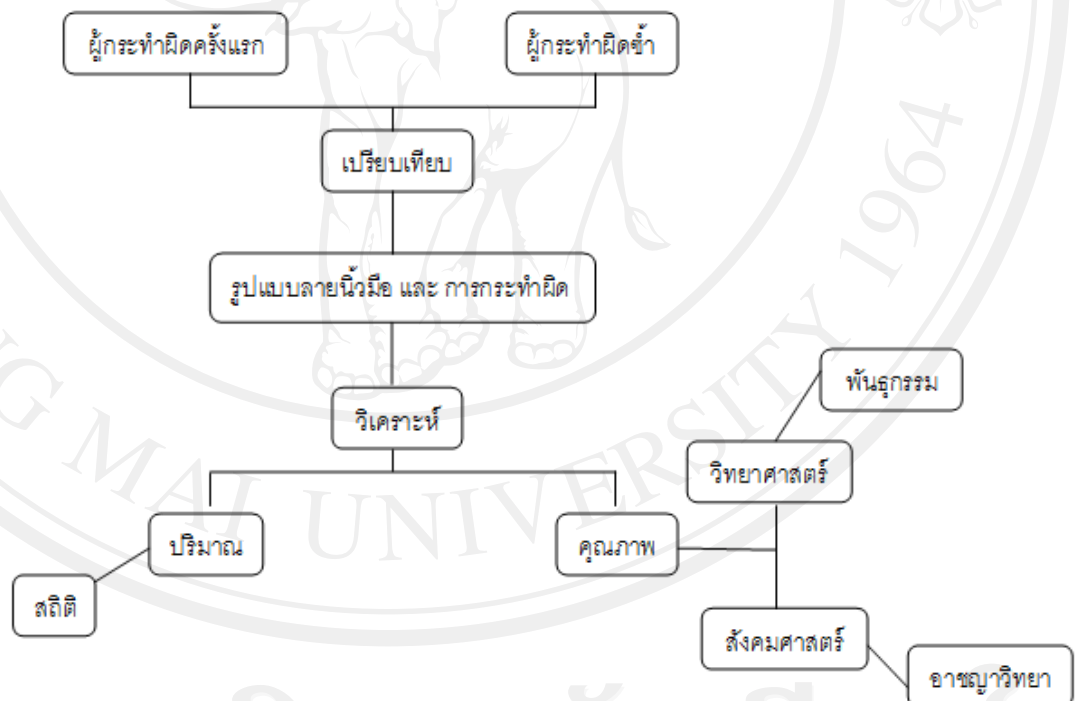 ผู้กระทำผิดครั้งแรก
ผู้กระทำผิดซ้ำ
เปรียบเทียบ
รูปแบบลายนิ้วมือ และ การกระทำผิด
วิเคราะห์
พันธุกรรม
วิทยาศาสตร์
ปริมาณ
คุณภาพ
สถิติ
สังคมศาสตร์
อาชญาวิทยา
NG MAI UNIVERSITY 1964